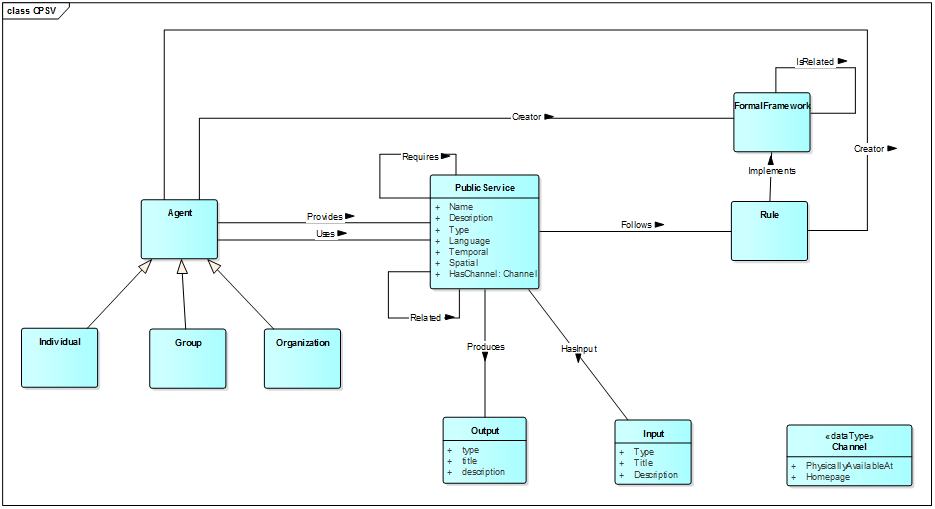 class CPSV
IsRelated
FormalFramework
Creator
Creator
Requires
Implements
PublicService
+ Name
+ Description
+ Type
+ Language
+ Temporal
+ Spatial
+ HasChannel: Channel
Agent
Provides
Uses
Follows
Rule
Related
Individual
Group
Organization
Produces
HasInput
Output
+ type
+ title
+ description
Input
+ Type
+ Title
+ Description
«dataType»
Channel
+ PhysicallyAvailableAt
+ Homepage